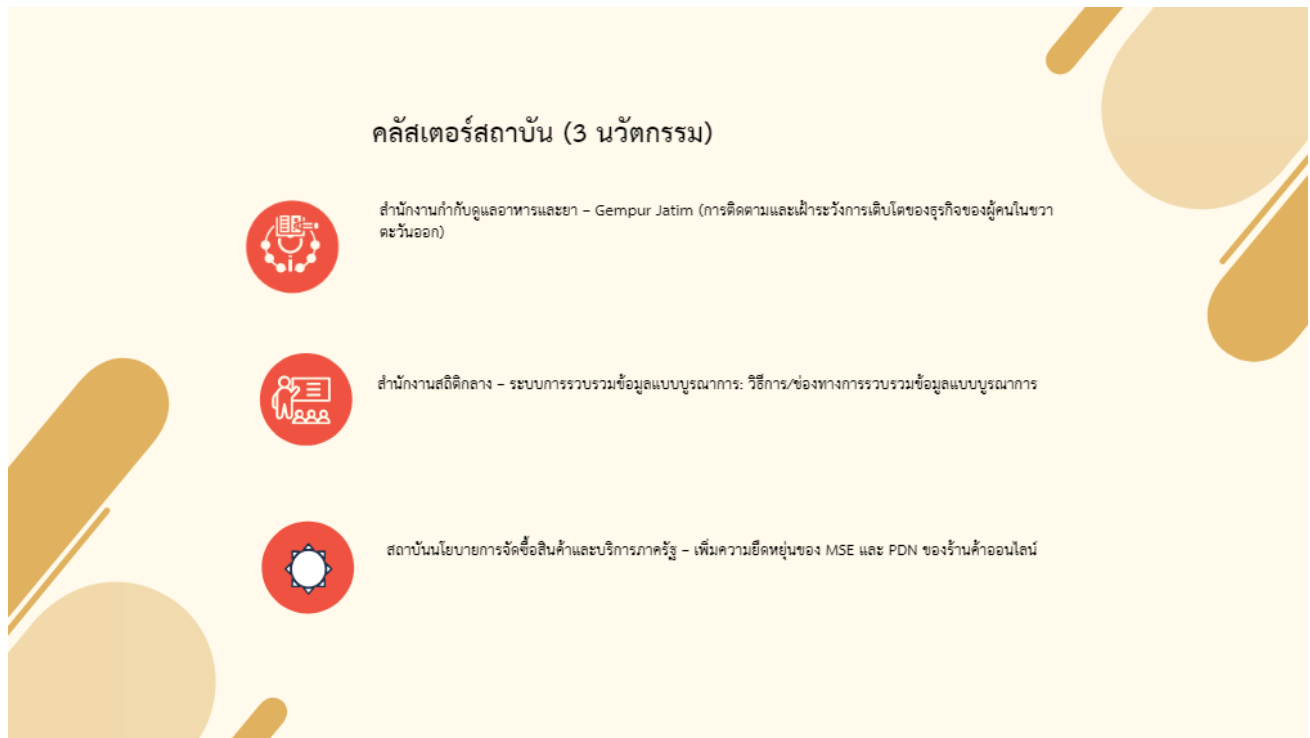 คลัสเตอร์สถาบัน (3 นวัตกรรม)
สำนักงานกำกับดูแลอาหารและยา – Gempur Jatim (การติดตามและเฝ้าระวังการเติบโตของธุรกิจของผู้คนในชวา
ตะวันออก)
สำนักงานสถิติกลาง – ระบบการรวบรวมข้อมูลแบบบูรณาการ: วิธีการ/ช่องทางการรวบรวมข้อมูลแบบบูรณาการ
สถาบันนโยบายการจัดซื้อสินค้าและบริการภาครัฐ – เพิ่มความยืดหยุ่นของ MSE และ PDN ของร้านค้าออนไลน์